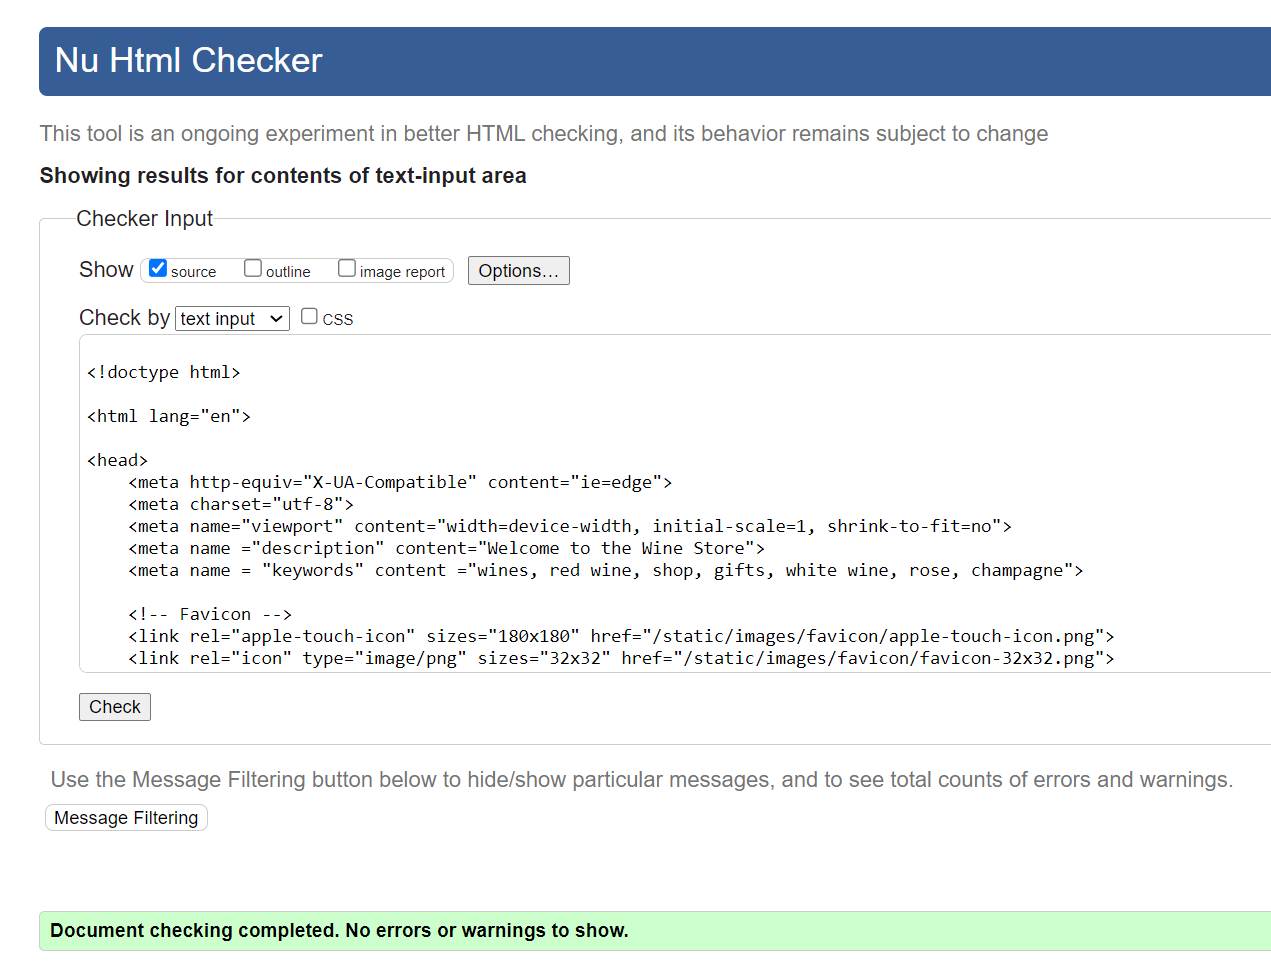 Nu Html Checker
This tool is an ongoing experiment in better HTML checking, and its behavior remains subject to change
Showing results for contents of text-input area
Checker Input
Show source outline image report Options...
Check by text input CSS
<!doctype html>
<html lang="en">
<head>
<meta http-equiv="X-UA-Compatible" content="ie=edge">
<meta charset="utf-8">
<meta name="viewport" content="width=device-width, initial-scale=1, shrink-to-fit=no">
<meta name ="description" content="Welcome to the Wine Store">
<meta name = "keywords" content ="wines, red wine, shop, gifts, white wine, rose, champagne">
<!-- Favicon -->
<link rel="apple-touch-icon" sizes="180x180" href="/static/images/favicon/apple-touch-icon.png">
<link rel="icon" type="image/png" sizes="32x32" href="/static/images/favicon/favicon-32x32.png">
Check
Use the Message Filtering button below to hide/show particular messages, and to see total counts of errors and warnings.
Message Filtering
Document checking completed. No errors or warnings to show.